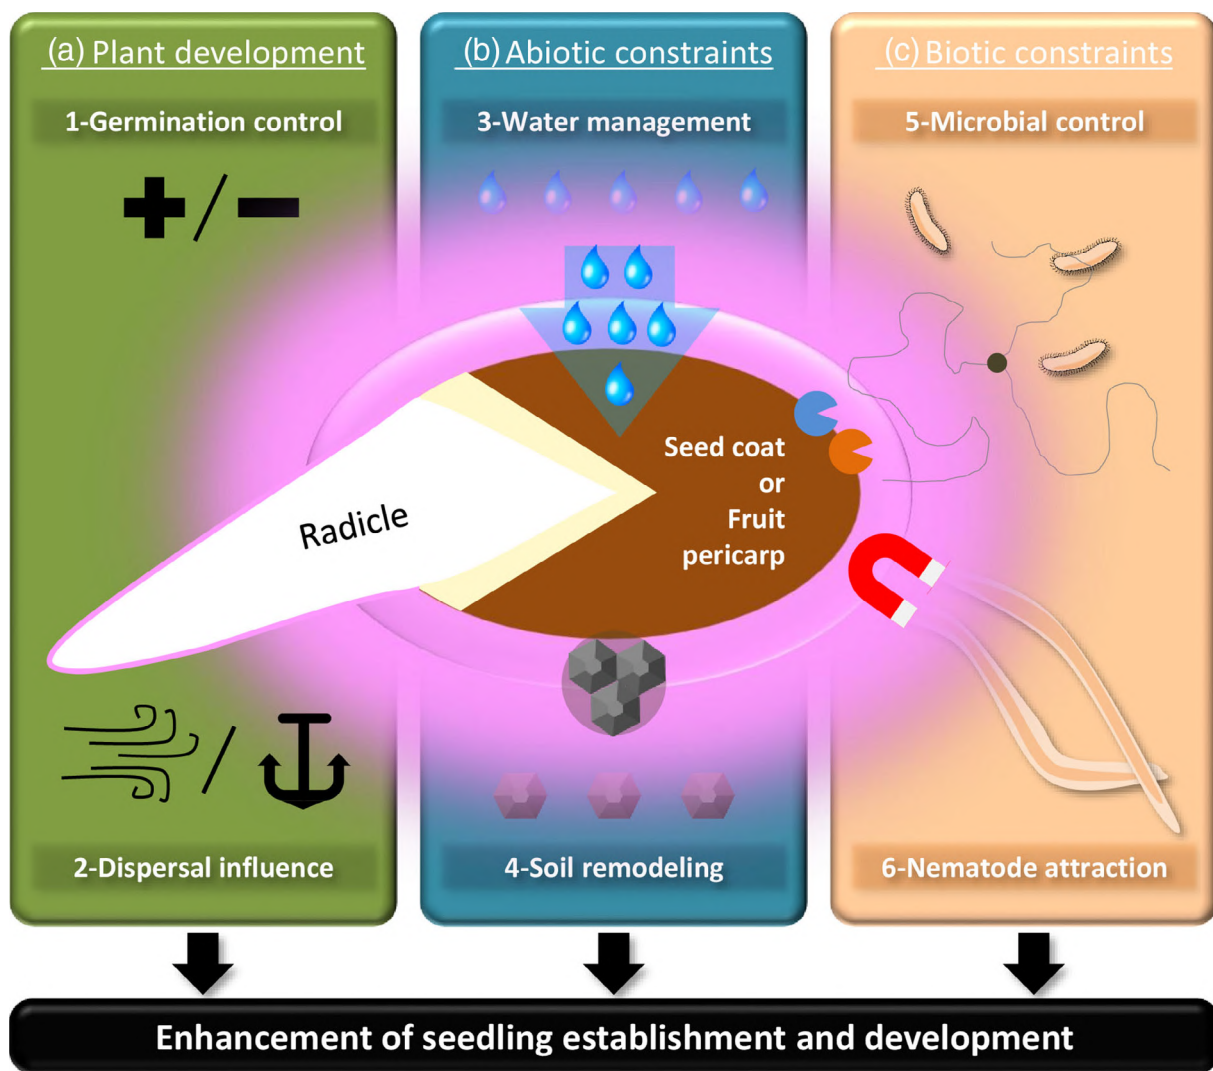 (a) Plant development
1-Germination control
2-Dispersal influence
(b) Abiotic constraints
3-Water management
4-Soil remodeling
(c) Biotic constraints
5-Microbial control
6-Nematode attraction
Radicle
Seed coat
or
Fruit
pericarp
Enhancement of seedling establishment and development